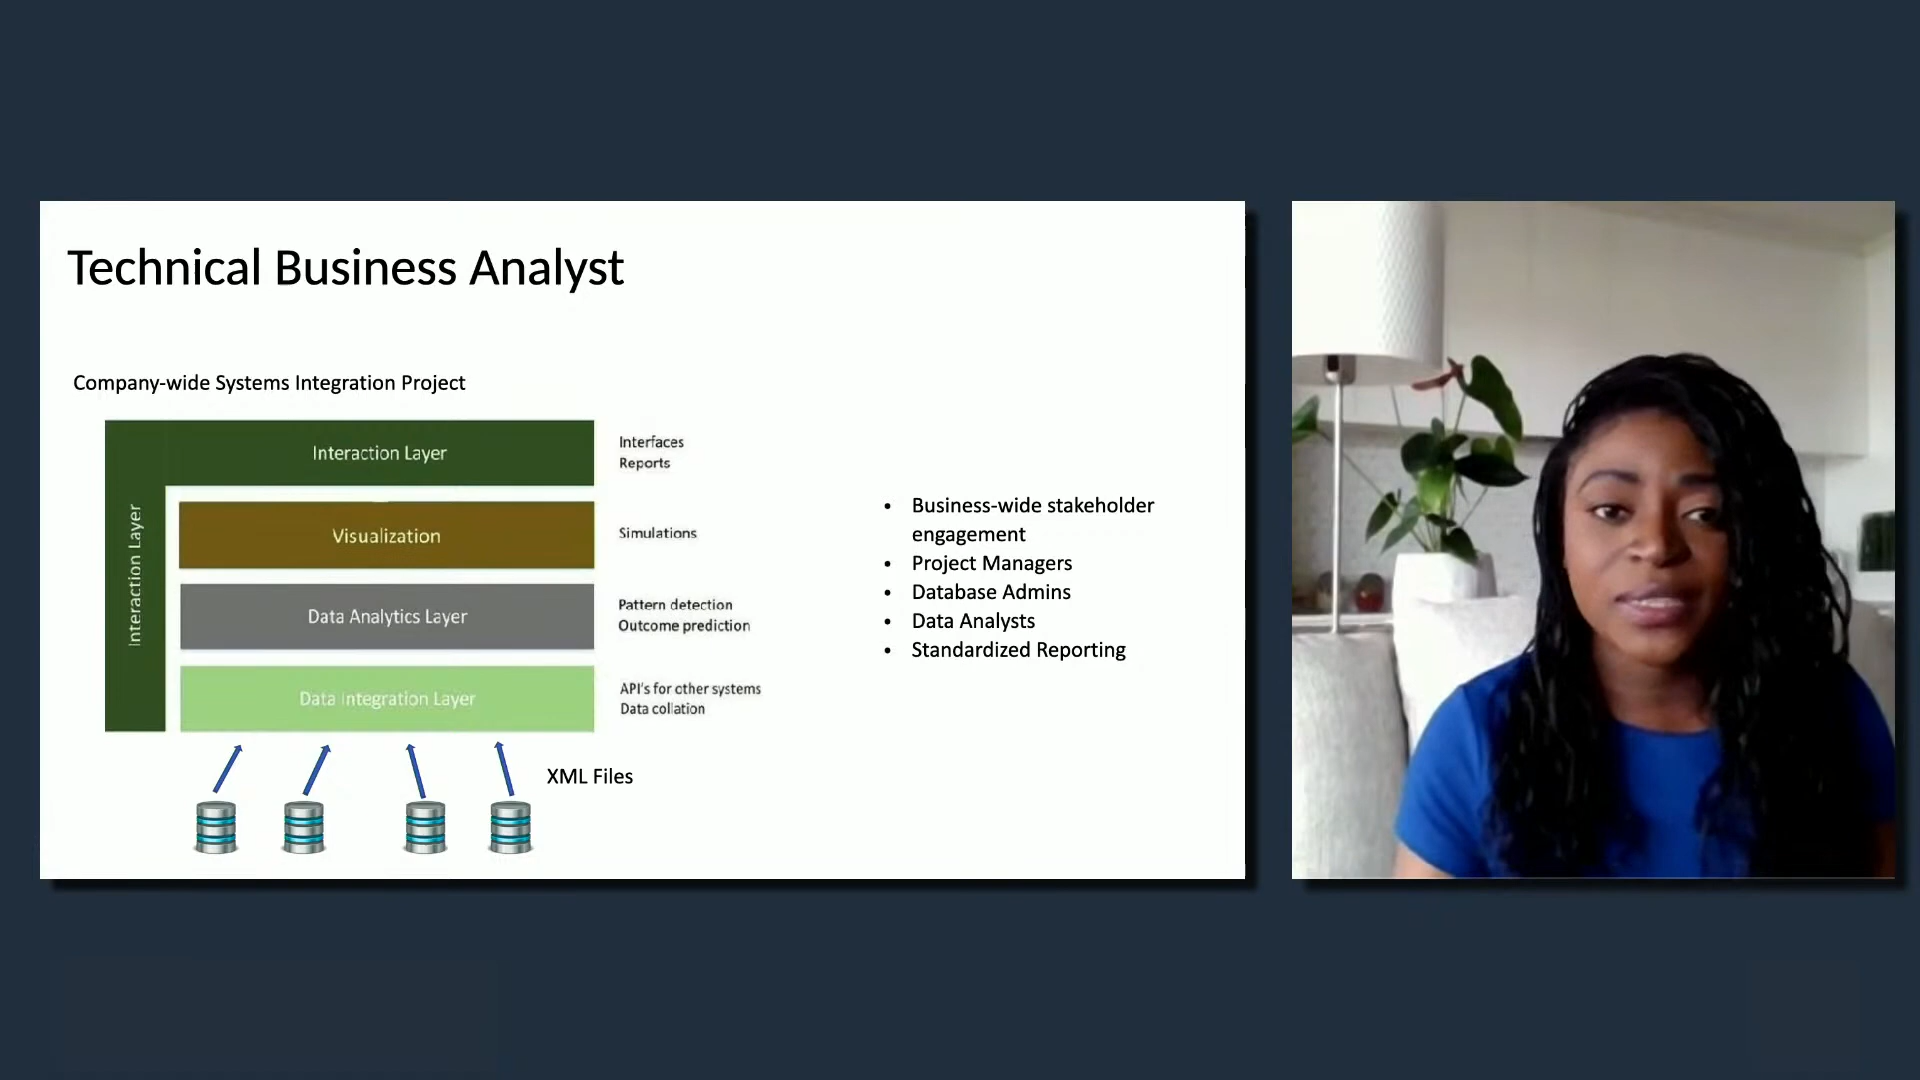 Technical Business Analyst
Company-wide Systems Integration Project
Interaction Layer
Interfaces
Reports
Interaction Layer
Visualization
Simulations
Data Analytics Layer
Pattern detection
Outcome prediction
Data Integration Layer
API's for other systems
Data collation
XML Files
• Business-wide stakeholder
engagement
• Project Managers
• Database Admins
• Data Analysts
• Standardized Reporting